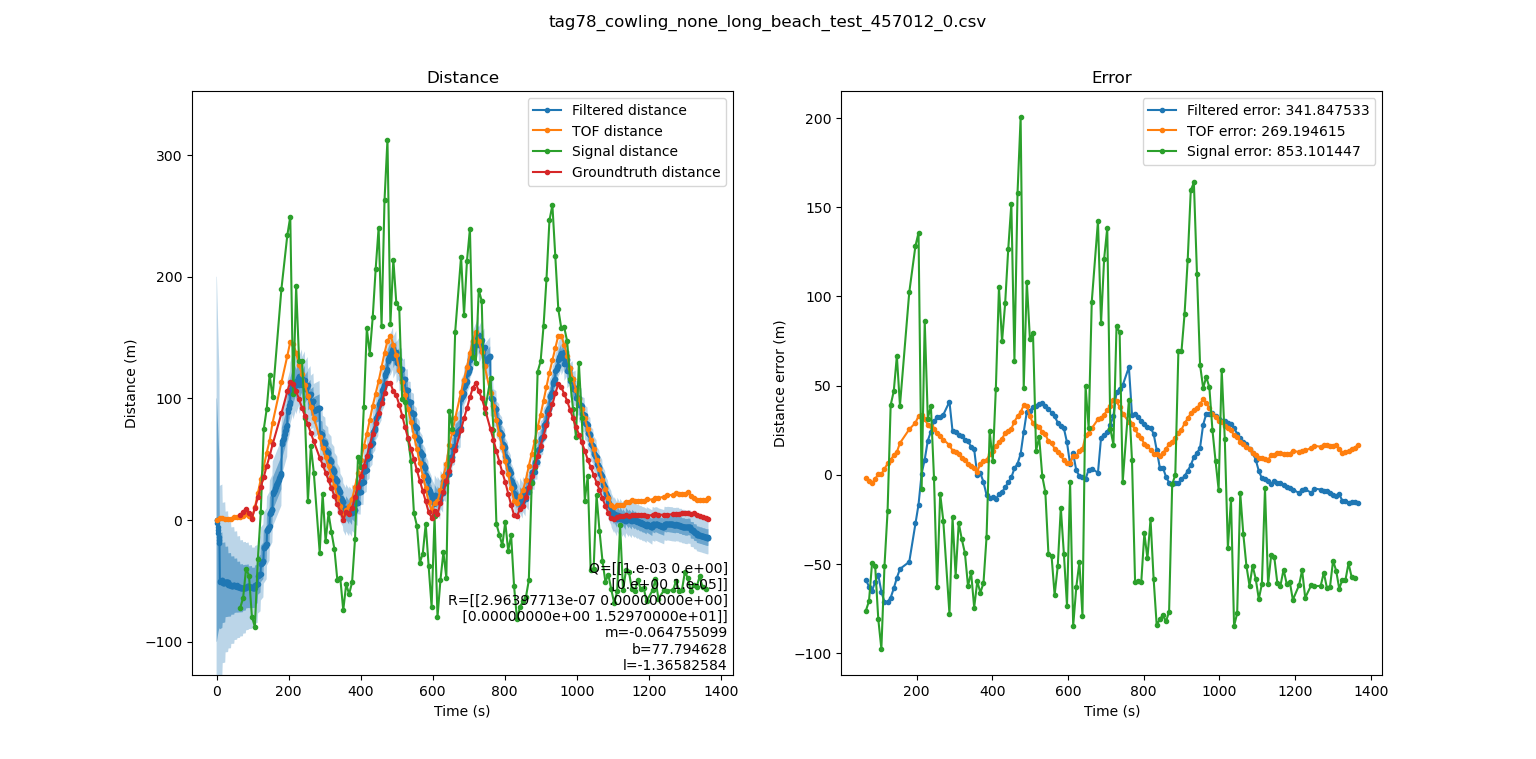 tag78_cowling_none_long_beach_test_457012_0.csv
Distance
Filtered distance
TOF distance
Signal distance
Groundtruth distance
300
200
100
0
−100
Distance (m)
Q=[[1.e-03 0.e+00]
[0.e+00 1.e-05]]
R=[[2.96397713e-07 0.00000000e+00]
[0.00000000e+00 1.52970000e+01]]
m=-0.064755099
b=77.794628
l=-1.36582584
0 200 400 600 800 1000 1200 1400
Time (s)
Error
Filtered error: 341.847533
TOF error: 269.194615
Signal error: 853.101447
200
150
100
50
0
−50
−100
Distance error (m)
200 400 600 800 1000 1200 1400
Time (s)